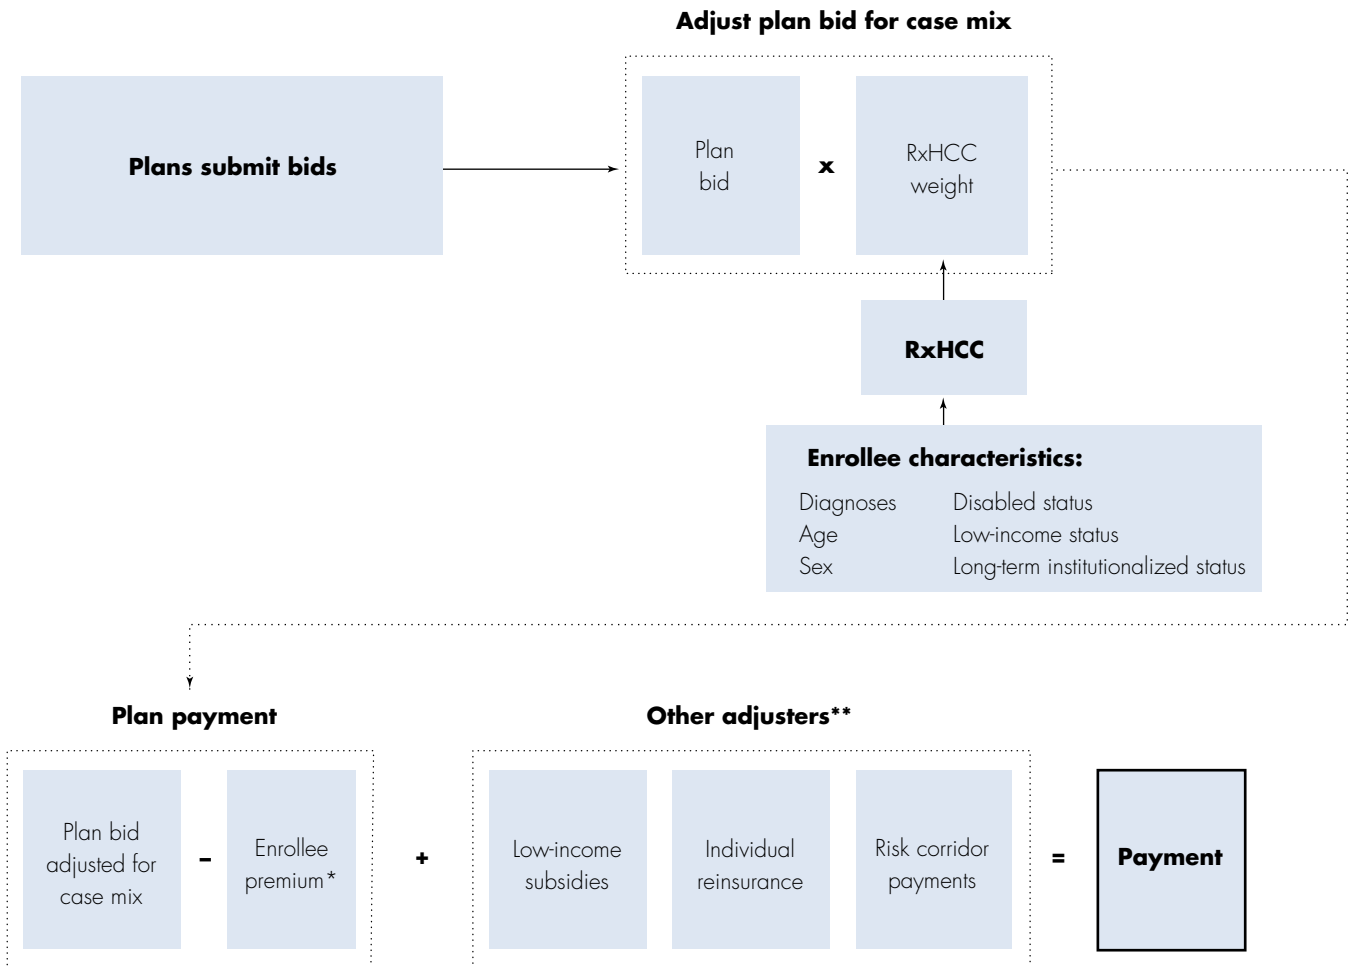 Adjust plan bid for case mix
Plans submit bids
Plan
bid
x
RxHCC
weight
RxHCC
Enrollee characteristics:
Diagnoses Disabled status
Age Low-income status
Sex Long-term institutionalized status
Plan payment
Other adjusters**
Plan bid
adjusted for
case mix
–
Enrollee
premium*
+
Low-income
subsidies
Individual
reinsurance
Risk corridor
payments
=
Payment